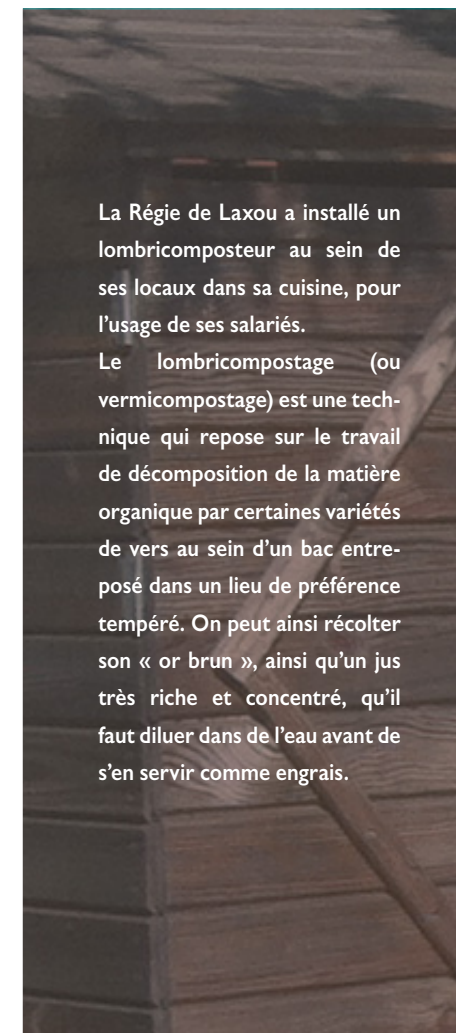 La Régie de Laxou a installé un
lombricomposteur au sein de
ses locaux dans sa cuisine, pour
l’usage de ses salariés.
Le lombricompostage (ou
vermicompostage) est une tech-
nique qui repose sur le travail
de décomposition de la matière
organique par certaines variétés
de vers au sein d’un bac entre-
posé dans un lieu de préférence
tempéré. On peut ainsi récolter
son « or brun », ainsi qu’un jus
très riche et concentré, qu’il
faut diluer dans de l’eau avant de
s’en servir comme engrais.